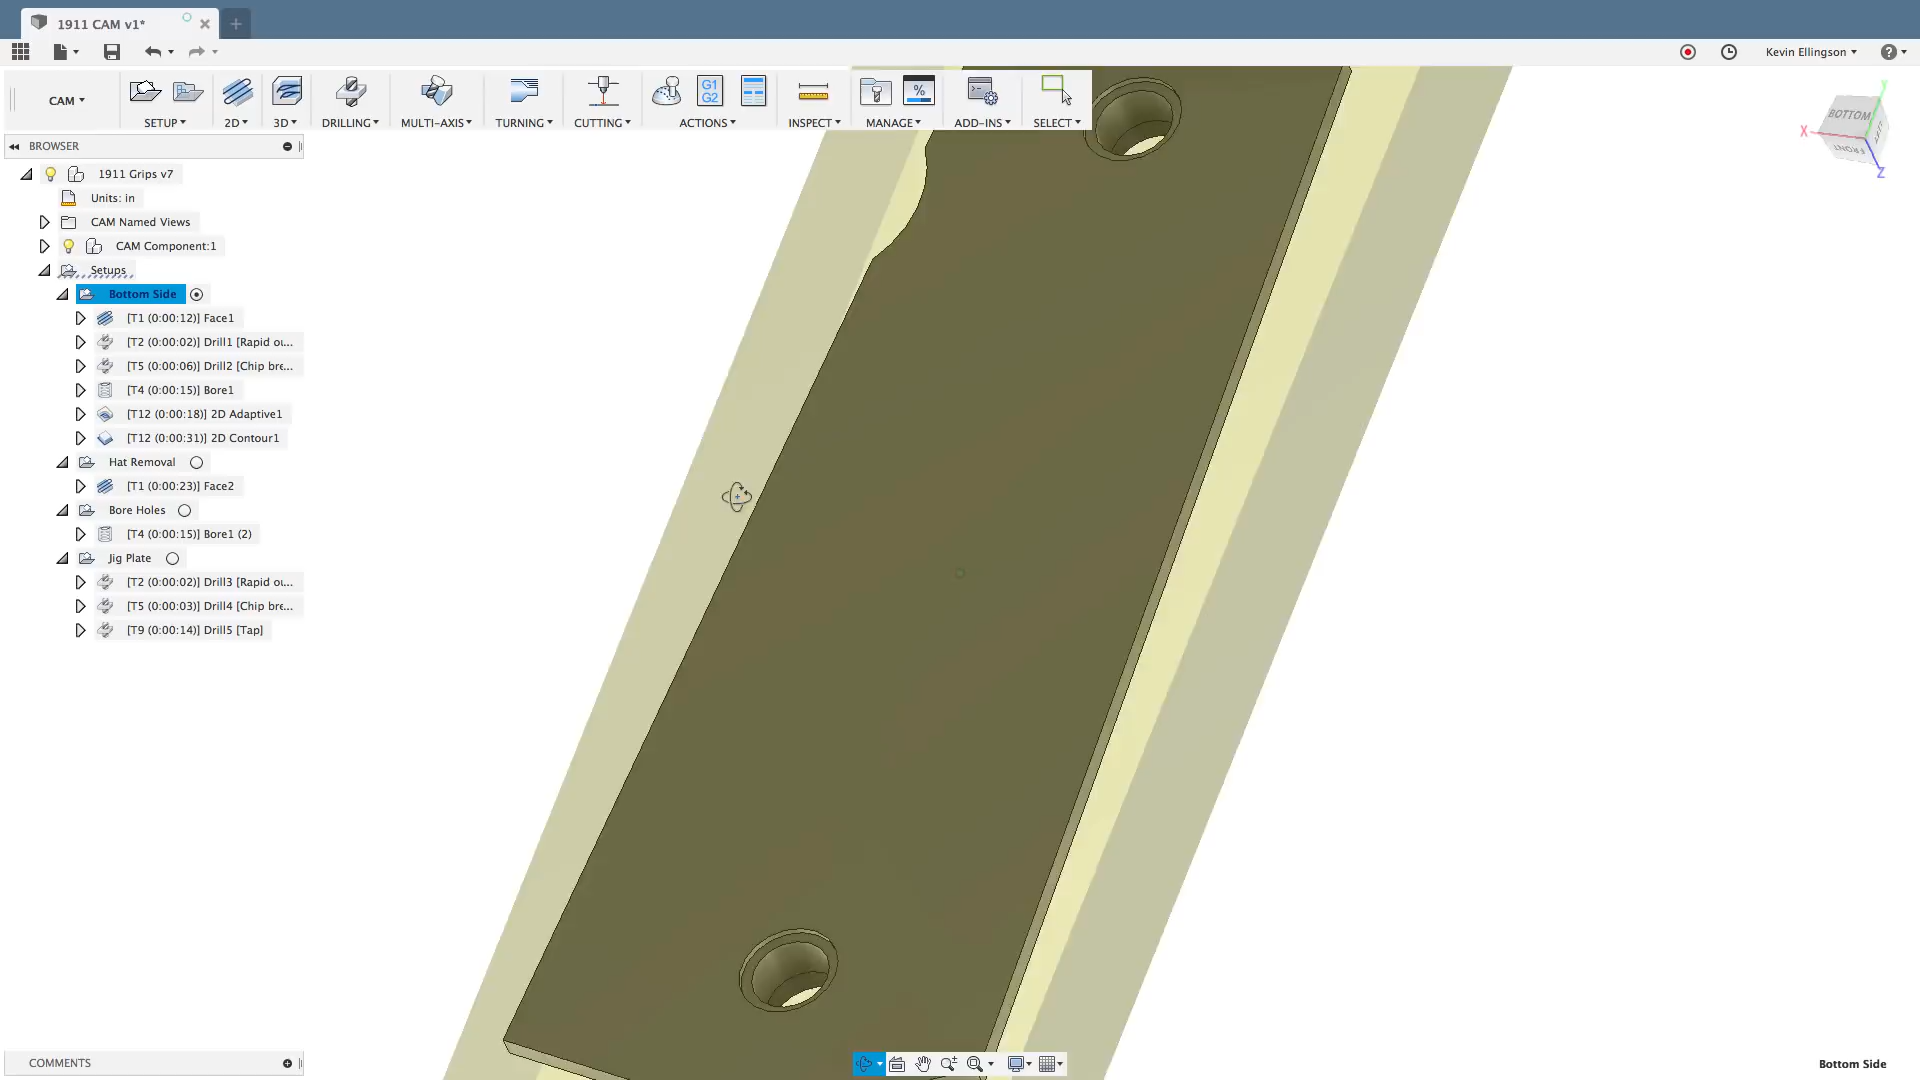 1911 CAM v1*
Kevin Ellingson
CAM
SETUP
2D
3D
DRILLING
MULTI-AXIS
TURNING
CUTTING
G1
G2
ACTIONS
INSPECT
%
MANAGE
ADD-INS
SELECT
BROWSER
1911 Grips v7
Units: in
CAM Named Views
CAM Component:1
Setups
Bottom Side
[T1 (0:00:12)] Face1
[T2 (0:00:02)] Drill1 [Rapid ou...
[T5 (0:00:06)] Drill2 [Chip bre...
[T4 (0:00:15)] Bore1
[T12 (0:00:18)] 2D Adaptive1
[T12 (0:00:31)] 2D Contour1
Hat Removal
[T1 (0:00:23)] Face2
Bore Holes
[T4 (0:00:15)] Bore1 (2)
Jig Plate
[T2 (0:00:02)] Drill3 [Rapid ou...
[T5 (0:00:03)] Drill4 [Chip bre...
[T9 (0:00:14)] Drill5 [Tap]
COMMENTS
Y
BOTTOM
X
FRONT
Z
Bottom Side